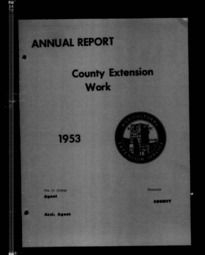 ANNUAL REPORT
County Extension
Work
1953
Agent
COUNTY
Asst. Agent